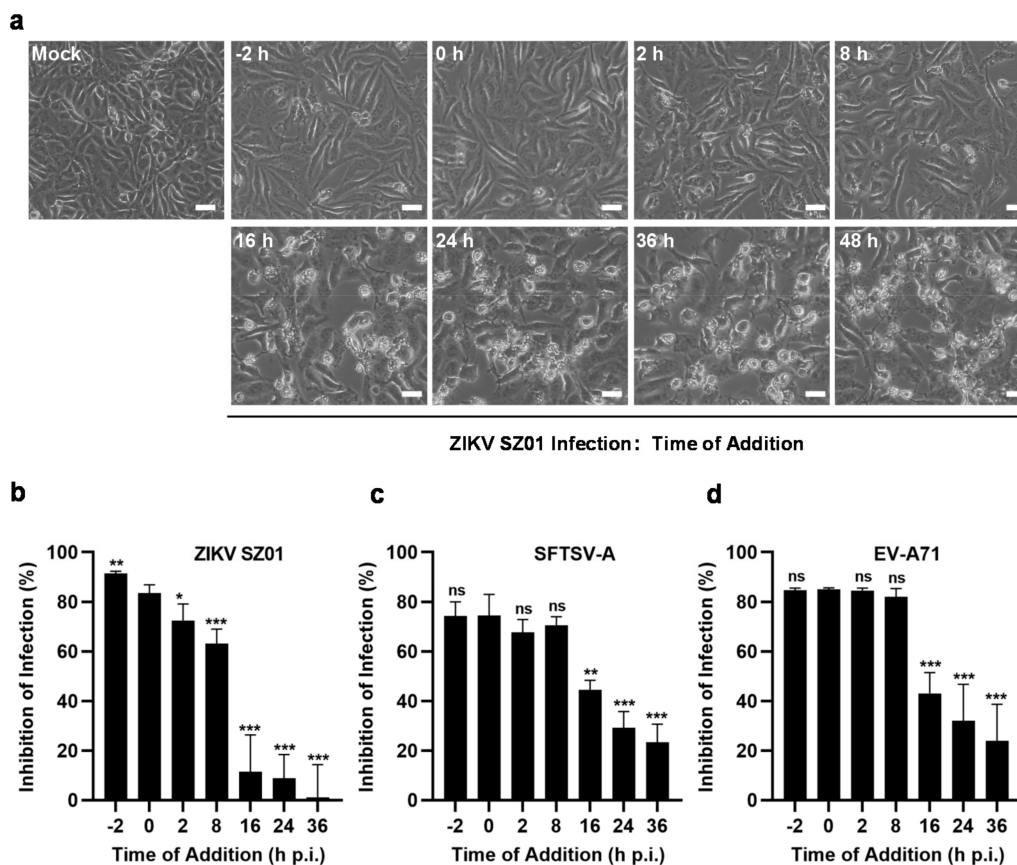 a
Mock
-2 h
0 h
2 h
8 h
16 h
24 h
36 h
48 h
ZIKV SZ01 Infection: Time of Addition
b
c
d
ZIKV SZ01
Inhibition of Infection (%)
100
80
60
40
20
0
**
*
***
***
***
***
-2 0 2 8 16 24 36
Time of Addition (h p.i.)
SFTSV-A
Inhibition of Infection (%)
100
80
60
40
20
0
ns
ns
ns
**
***
***
-2 0 2 8 16 24 36
Time of Addition (h p.i.)
EV-A71
Inhibition of Infection (%)
100
80
60
40
20
0
ns
ns
ns
***
***
***
-2 0 2 8 16 24 36
Time of Addition (h p.i.)